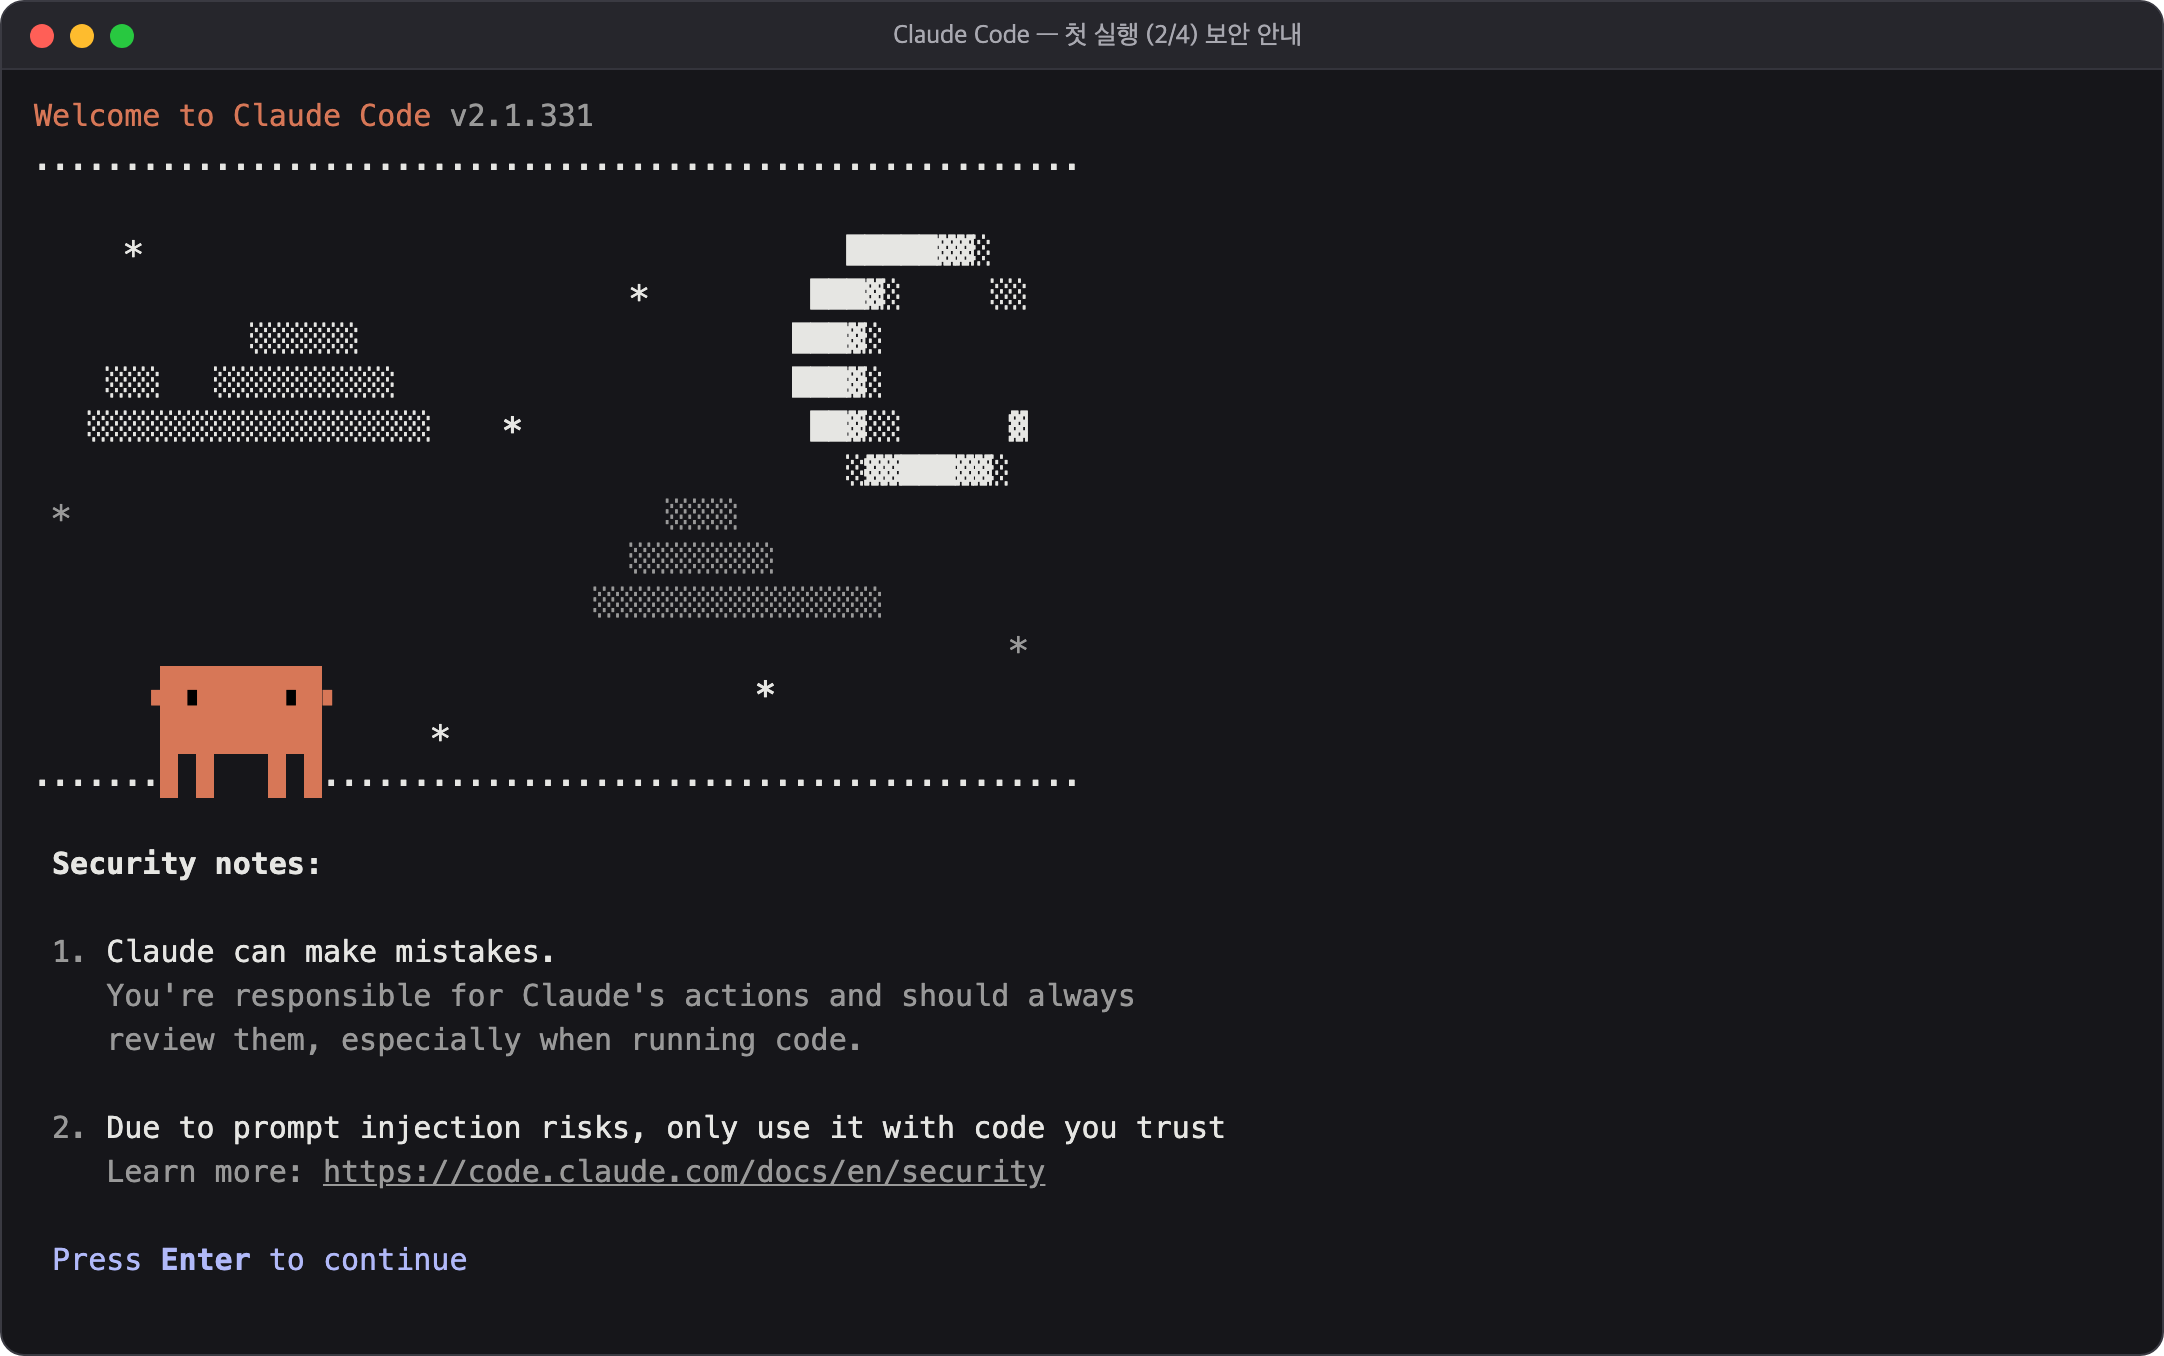 Claude Code — 첫 실행 (2/4) 보안 안내
Welcome to Claude Code v2.1.331
Security notes:
1. Claude can make mistakes.
You're responsible for Claude's actions and should always
review them, especially when running code.
2. Due to prompt injection risks, only use it with code you trust
Learn more: https://code.claude.com/docs/en/security
Press Enter to continue